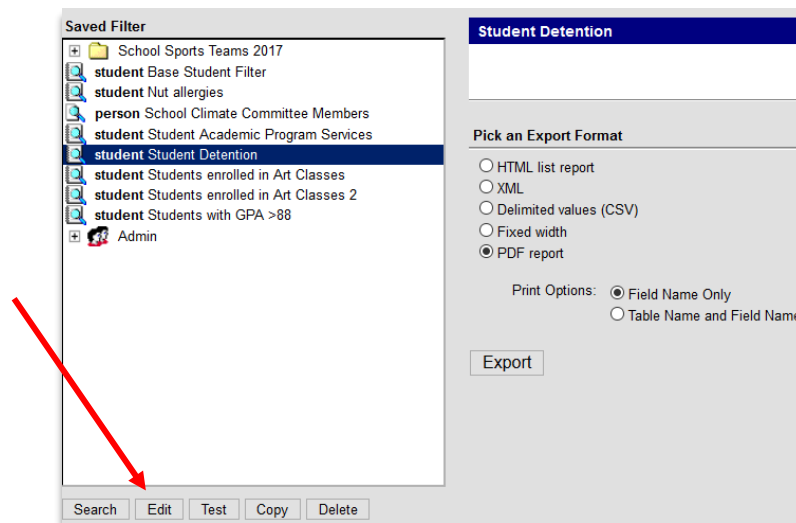 Saved Filter
School Sports Teams 2017
student Base Student Filter
student Nut allergies
person School Climate Committee Members
student Student Academic Program Services
student Student Detention
student Students enrolled in Art Classes
student Students enrolled in Art Classes 2
student Students with GPA >88
Admin
Search Edit Test Copy Delete
Student Detention
Pick an Export Format
HTML list report
XML
Delimited values (CSV)
Fixed width
PDF report
Print Options: Field Name Only
Table Name and Field Name
Export